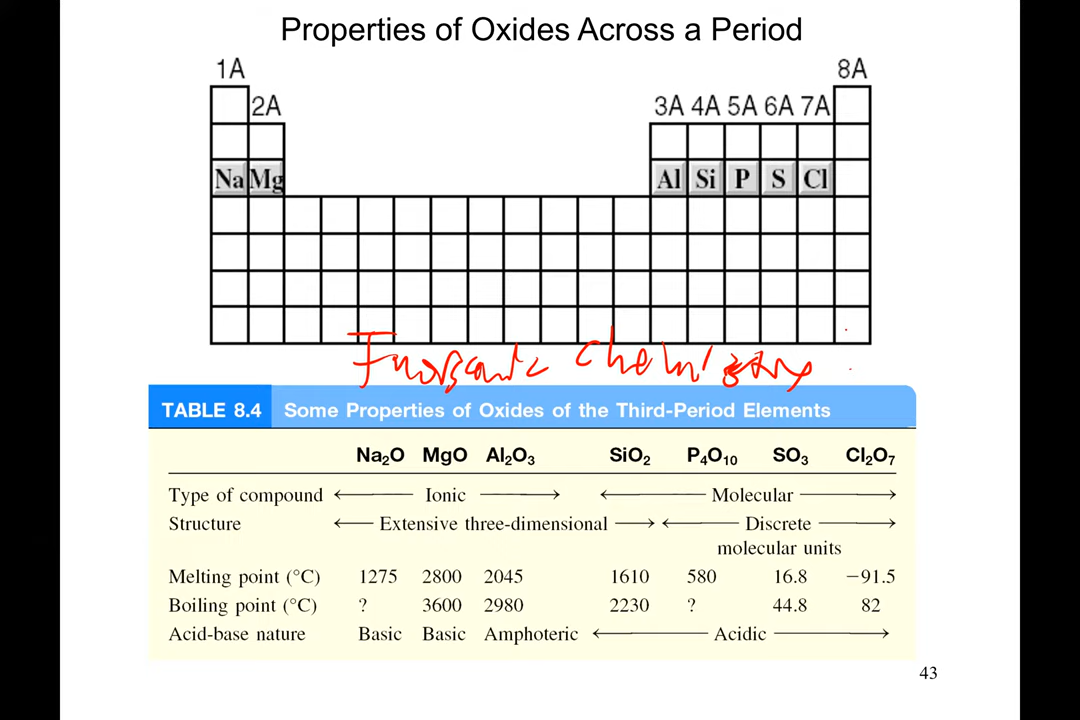 Properties of Oxides Across a Period
1A 8A
2A 3A 4A 5A 6A 7A
Na Mg Al Si P S Cl
Inorganic chemistry
TABLE 8.4 Some Properties of Oxides of the Third-Period Elements
Na₂O MgO Al₂O₃ SiO₂ P₄O₁₀ SO₃ Cl₂O₇
Type of compound ← Ionic → ← Molecular →
Structure ← Extensive three-dimensional → ← Discrete →
molecular units
Melting point (°C) 1275 2800 2045 1610 580 16.8 −91.5
Boiling point (°C) ? 3600 2980 2230 ? 44.8 82
Acid-base nature Basic Basic Amphoteric ← Acidic →
43